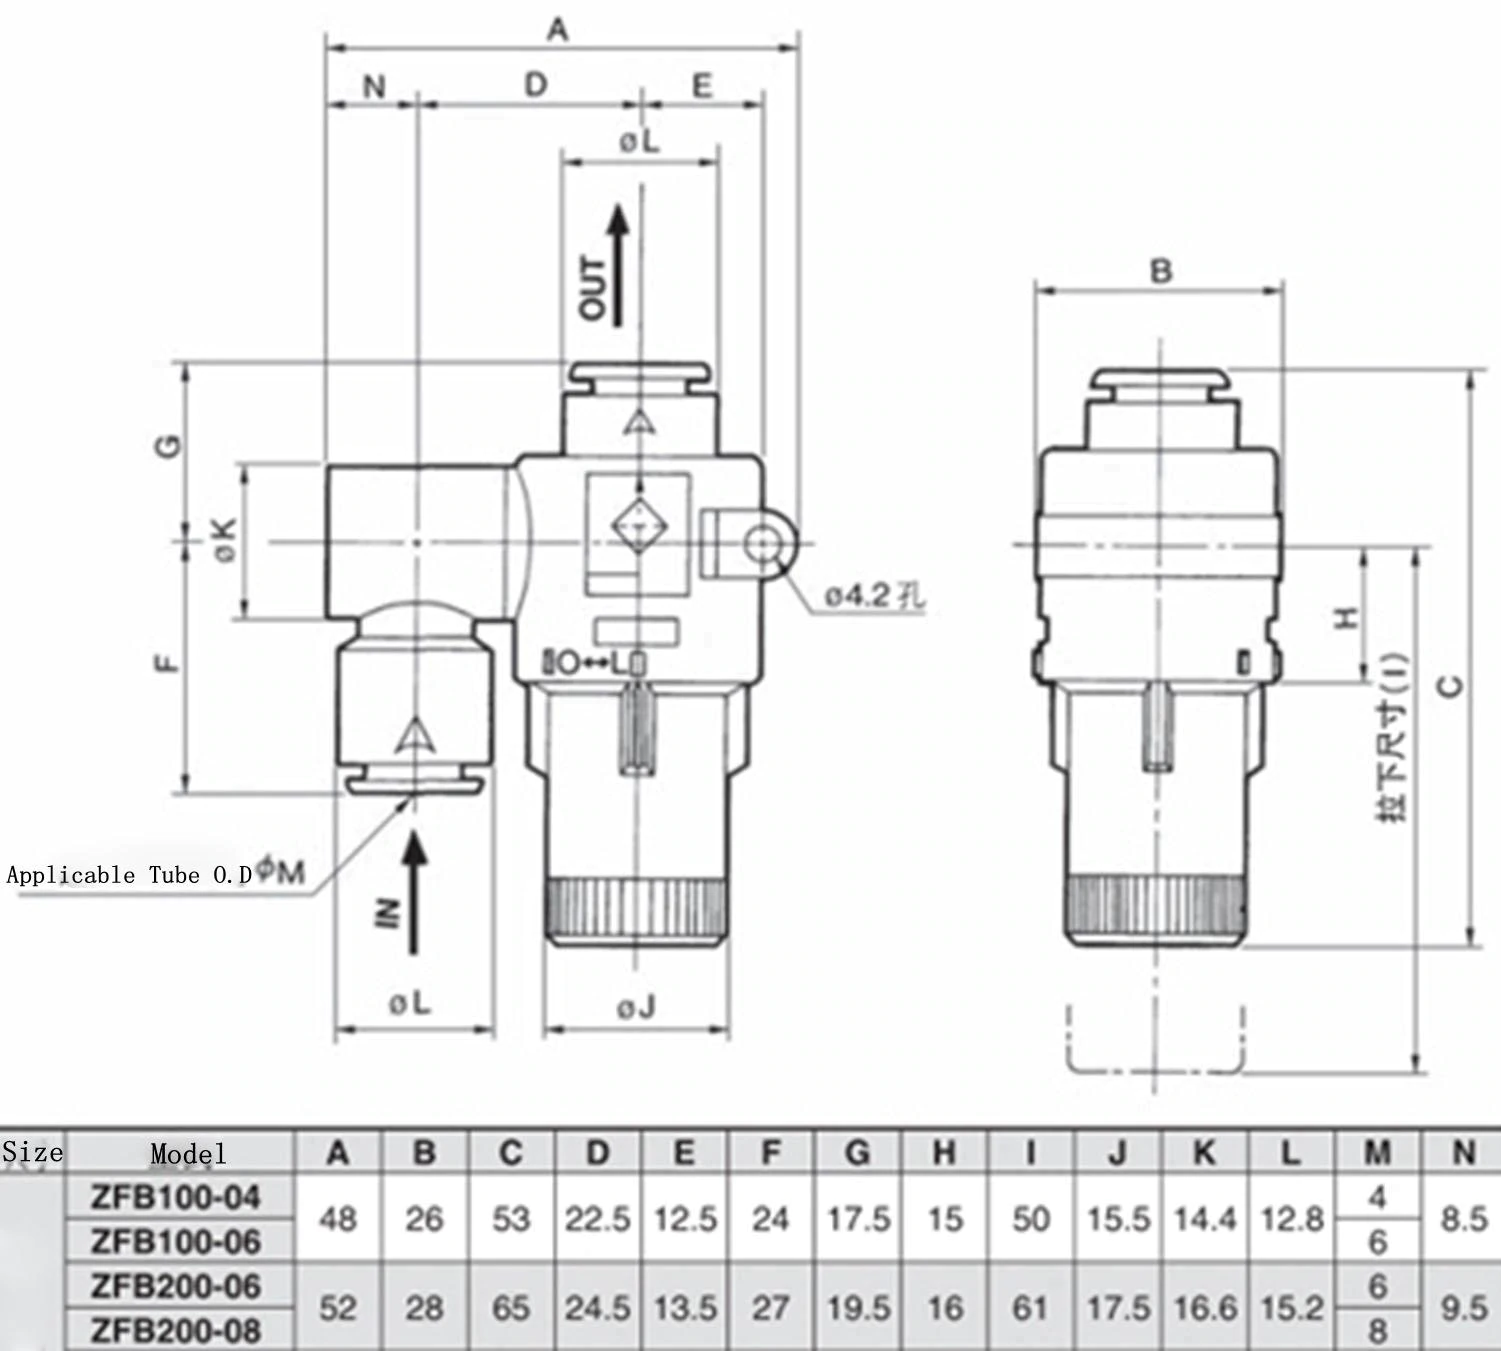 A
N D E
øL
OUT
B
G
øK
ø4.2孔
F
H
拉下尺寸(I)
C
O↔L
Applicable Tube O.DφM
IN
øL
øJ
Size Model A B C D E F G H I J K L M N
ZFB100-04 48 26 53 22.5 12.5 24 17.5 15 50 15.5 14.4 12.8 4 8.5
ZFB100-06 6
ZFB200-06 52 28 65 24.5 13.5 27 19.5 16 61 17.5 16.6 15.2 6 9.5
ZFB200-08 8